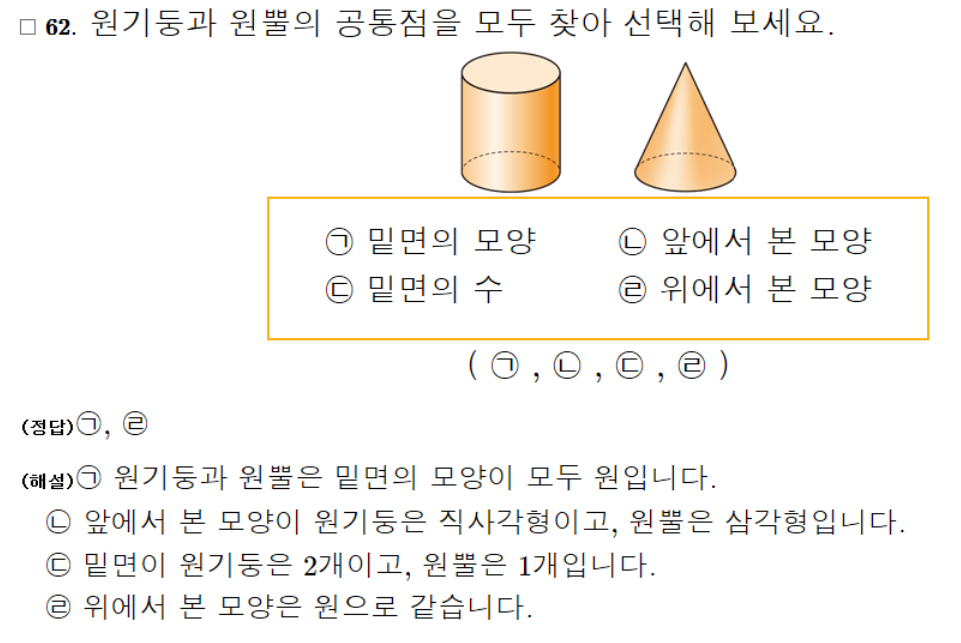 □ 62. 원기둥과 원뿔의 공통점을 모두 찾아 선택해 보세요.
㉠ 밑면의 모양 ㉡ 앞에서 본 모양
㉢ 밑면의 수 ㉣ 위에서 본 모양
( ㉠ , ㉡ , ㉢ , ㉣ )
(정답)㉠, ㉣
(해설)㉠ 원기둥과 원뿔은 밑면의 모양이 모두 원입니다.
㉡ 앞에서 본 모양이 원기둥은 직사각형이고, 원뿔은 삼각형입니다.
㉢ 밑면이 원기둥은 2개이고, 원뿔은 1개입니다.
㉣ 위에서 본 모양은 원으로 같습니다.